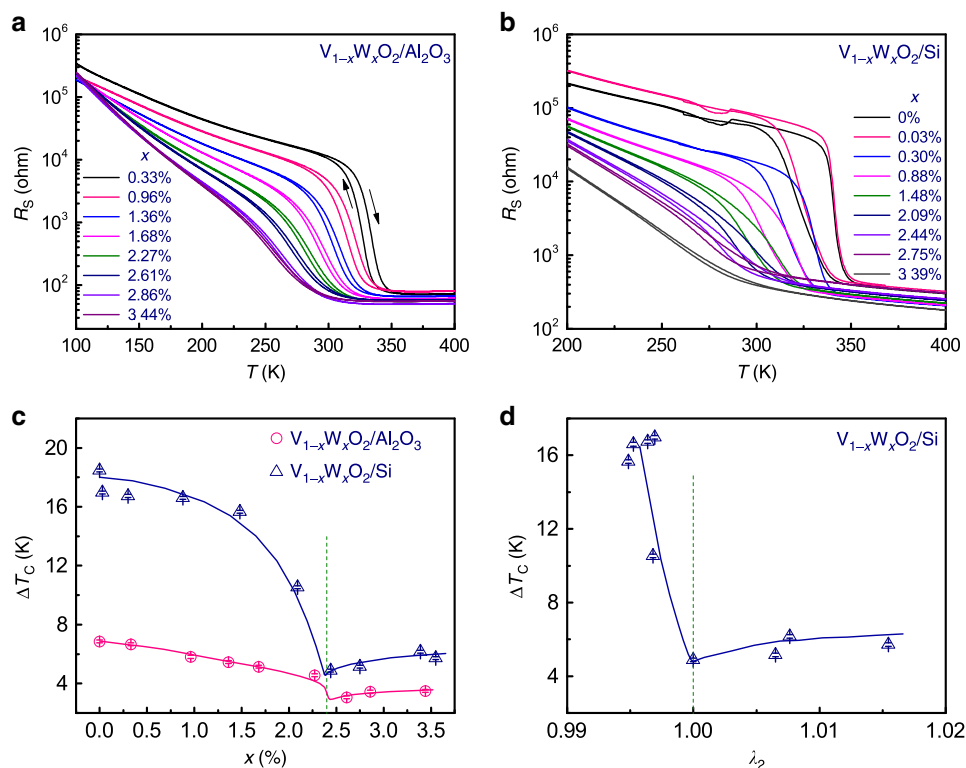 a
V1−xWxO2/Al2O3
10^6
10^5
10^4
10^3
10^2
RS (ohm)
x
0.33%
0.96%
1.36%
1.68%
2.27%
2.61%
2.86%
3 44%
100 150 200 250 300 350 400
T (K)
b
V1−xWxO2/Si
10^6
10^5
10^4
10^3
10^2
RS (ohm)
x
0%
0.03%
0.30%
0.88%
1.48%
2.09%
2.44%
2.75%
3 39%
200 250 300 350 400
T (K)
c
V1−xWxO2/Al2O3
V1−xWxO2/Si
20
16
12
8
4
ΔTC (K)
0.0 0.5 1.0 1.5 2.0 2.5 3.0 3.5
x (%)
d
V1−xWxO2/Si
16
12
8
4
ΔTC (K)
0.99 1.00 1.01 1.02
λ2